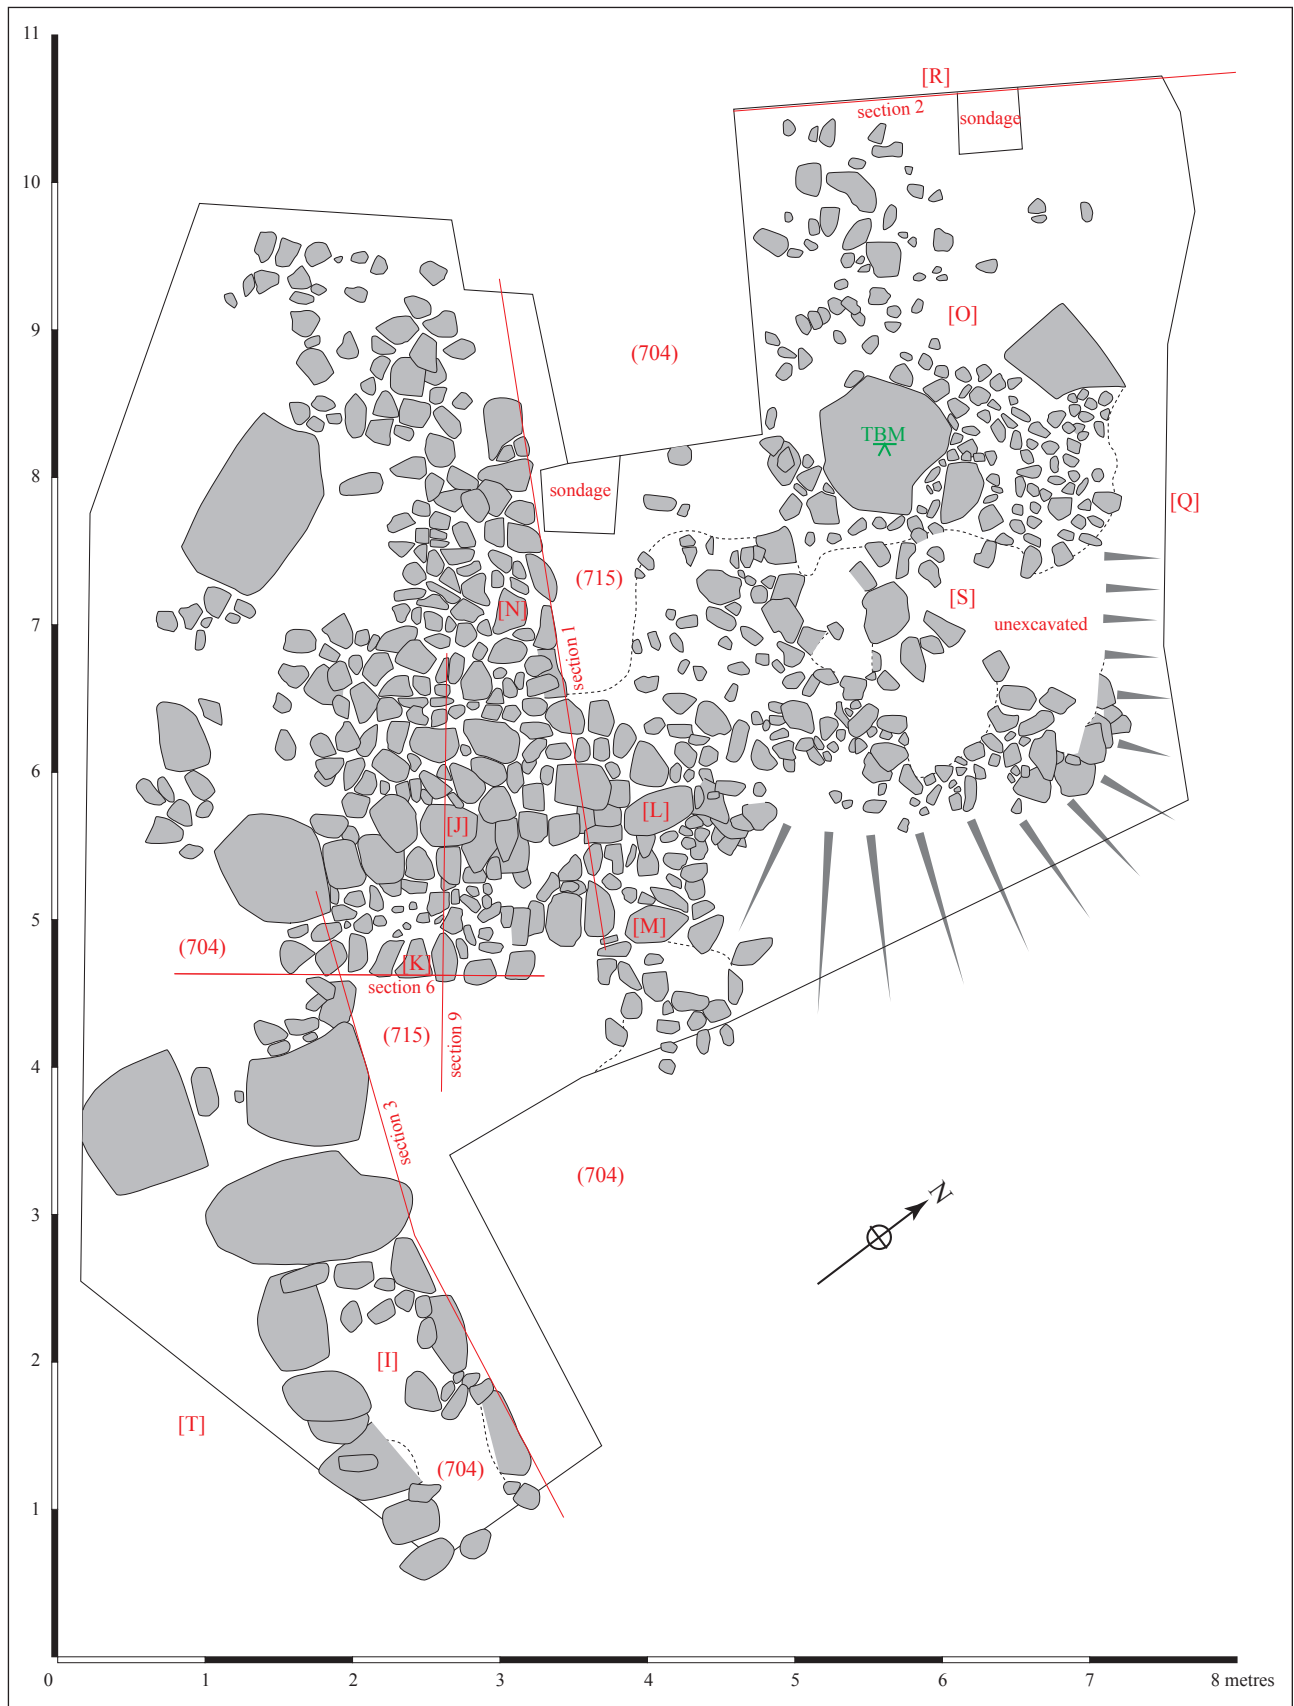 11
[R]
section 2
sondage
10
9
[O]
(704)
TBM
8
sondage
[Q]
(715)
[S]
[N]
unexcavated
7
section 1
6
[L]
[J]
5
[M]
(704)
[K]
section 6
(715)
section 9
4
section 3
(704)
N
3
2
[I]
[T]
(704)
1
0 1 2 3 4 5 6 7 8 metres